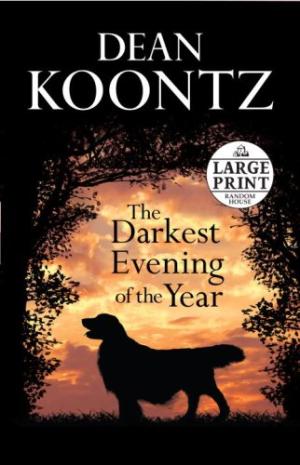 DEAN
KOONTZ
LARGE
PRINT
RANDOM
HOUSE
The
Darkest
Evening
of the Year